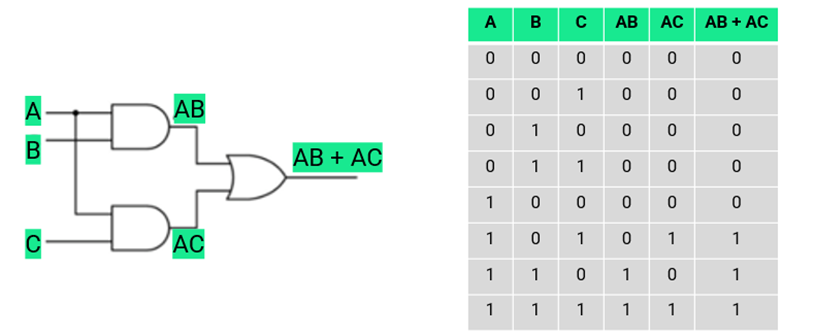 A
B
C
AB
AC
AB + AC
A B C AB AC AB + AC
0 0 0 0 0 0
0 0 1 0 0 0
0 1 0 0 0 0
0 1 1 0 0 0
1 0 0 0 0 0
1 0 1 0 1 1
1 1 0 1 0 1
1 1 1 1 1 1